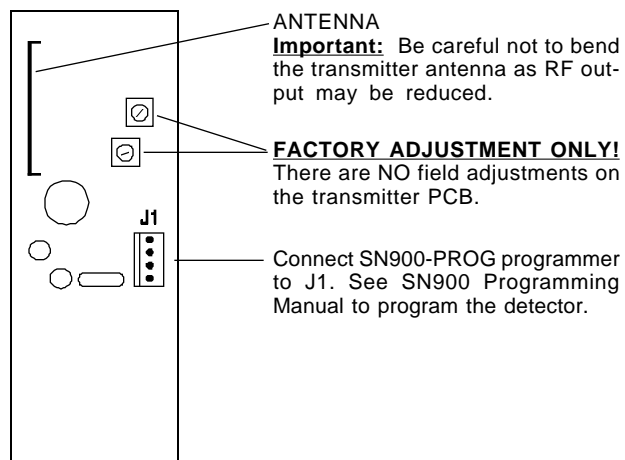 ANTENNA
Important: Be careful not to bend
the transmitter antenna as RF out-
put may be reduced.
FACTORY ADJUSTMENT ONLY!
There are NO field adjustments on
the transmitter PCB.
J1
Connect SN900-PROG programmer
to J1. See SN900 Programming
Manual to program the detector.